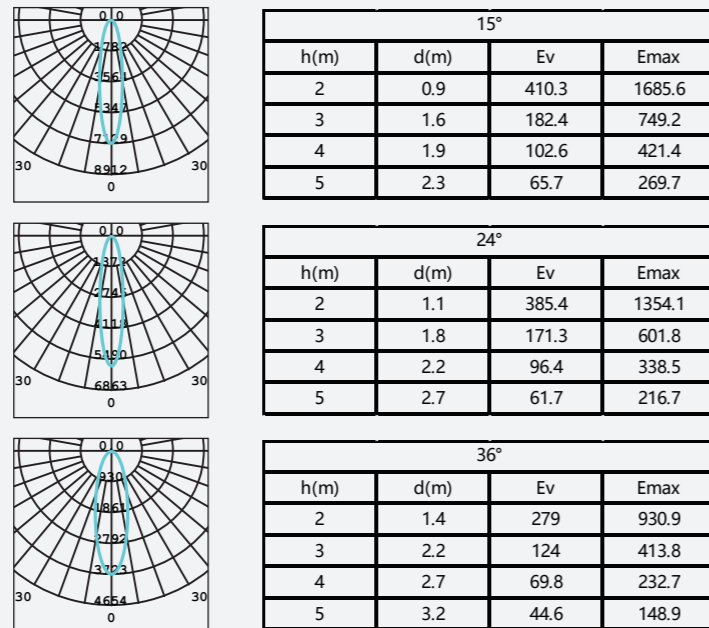 0 0
1782
3564
5347
7129
30 30
8912
0
15°
h(m) d(m) Ev Emax
2 0.9 410.3 1685.6
3 1.6 182.4 749.2
4 1.9 102.6 421.4
5 2.3 65.7 269.7
0 0
1372
2745
4118
5490
30 30
6863
0
24°
h(m) d(m) Ev Emax
2 1.1 385.4 1354.1
3 1.8 171.3 601.8
4 2.2 96.4 338.5
5 2.7 61.7 216.7
0 0
930
1861
2792
3723
30 30
4654
0
36°
h(m) d(m) Ev Emax
2 1.4 279 930.9
3 2.2 124 413.8
4 2.7 69.8 232.7
5 3.2 44.6 148.9